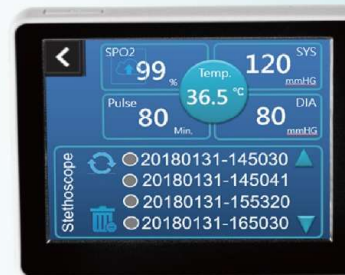 SPO2
99 %
Temp.
36.5 °C
SYS
120
mmHG
Pulse
80
Min.
DIA
80
mmHG
Stethoscope
20180131-145030
20180131-145041
20180131-155320
20180131-165030